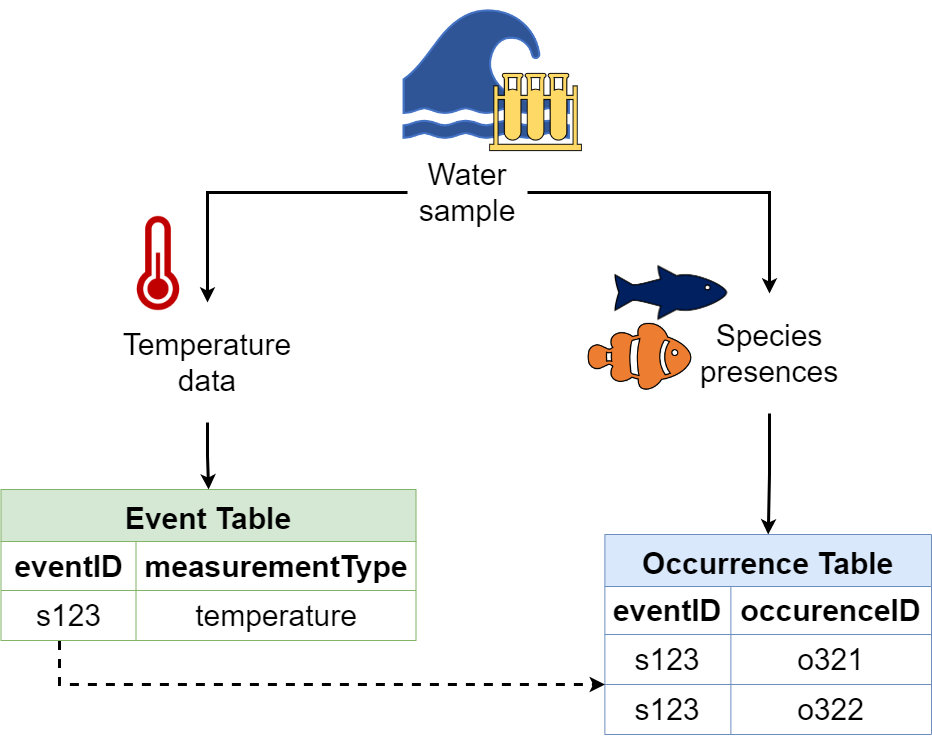 Water
sample
Temperature
data
Species
presences
Event Table
eventID measurementType
s123 temperature
Occurrence Table
eventID occurenceID
s123 o321
s123 o322